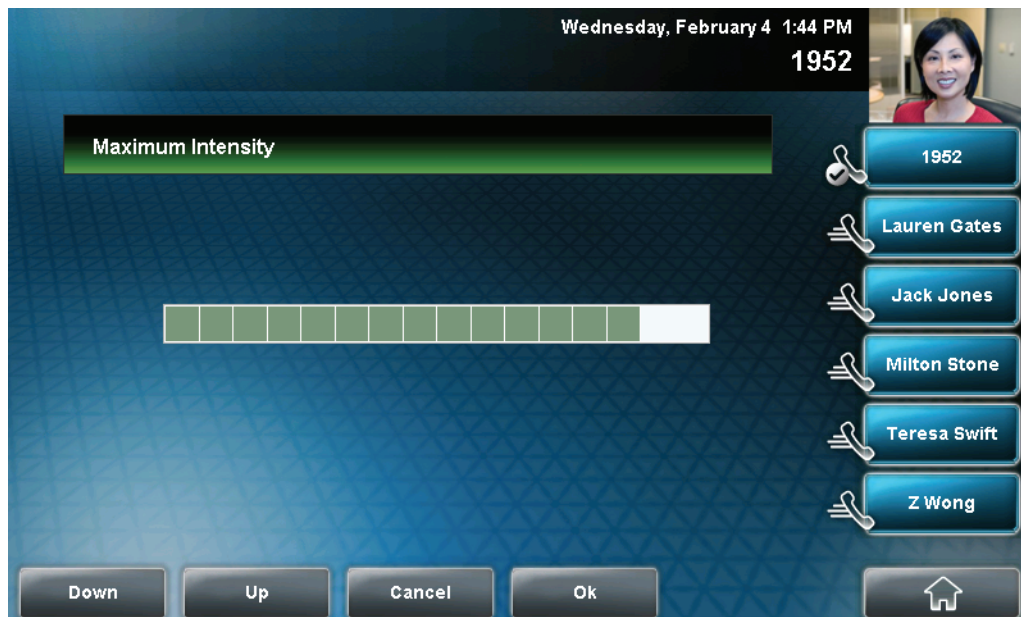 Wednesday, February 4 1:44 PM
1952
Maximum Intensity
1952
Lauren Gates
Jack Jones
Milton Stone
Teresa Swift
Z Wong
Down
Up
Cancel
Ok